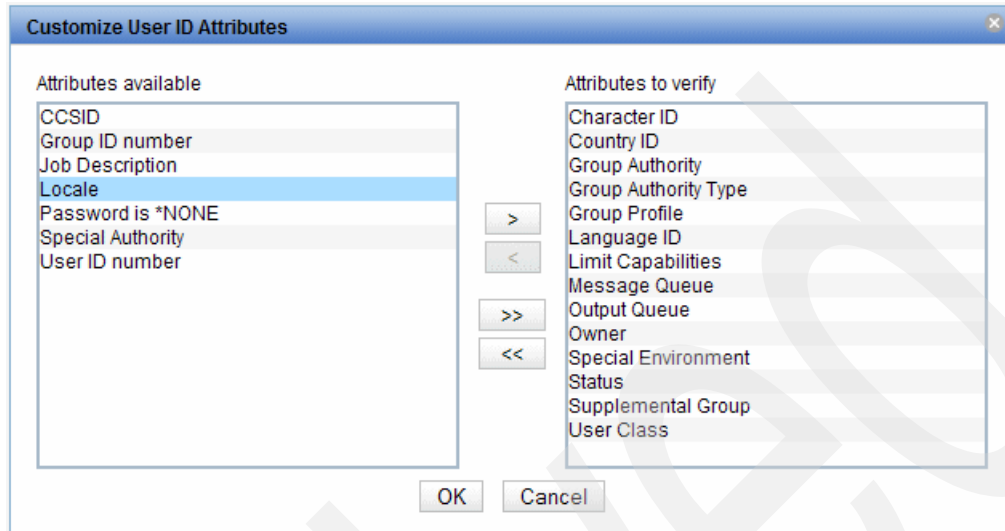 Customize User ID Attributes
Attributes available
CCSID
Group ID number
Job Description
Locale
Password is *NONE
Special Authority
User ID number
>
<
>>
<<
Attributes to verify
Character ID
Country ID
Group Authority
Group Authority Type
Group Profile
Language ID
Limit Capabilities
Message Queue
Output Queue
Owner
Special Environment
Status
Supplemental Group
User Class
OK
Cancel